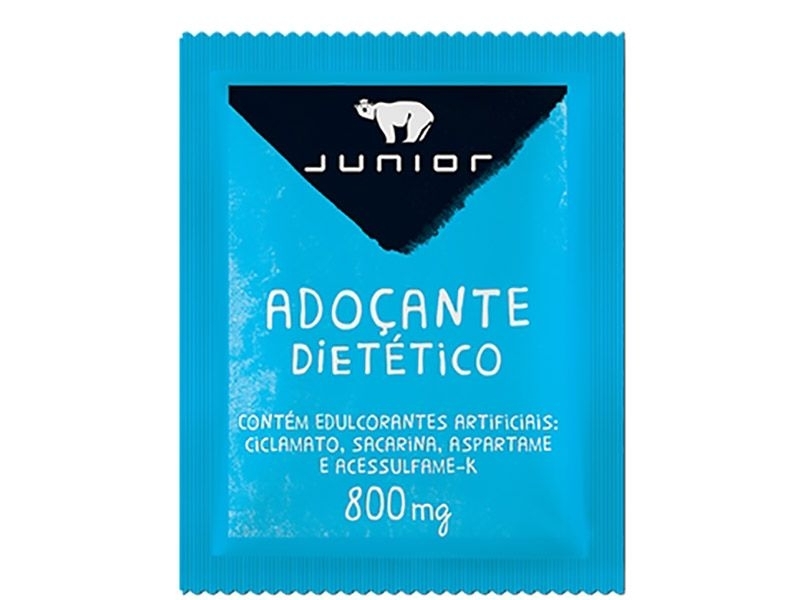 JUNIOR
ADOÇANTE
DIETÉTICO
CONTÉM EDULCORANTES ARTIFICIAIS:
CICLAMATO, SACARINA, ASPARTAME
E ACESSULFAME-K
800mg